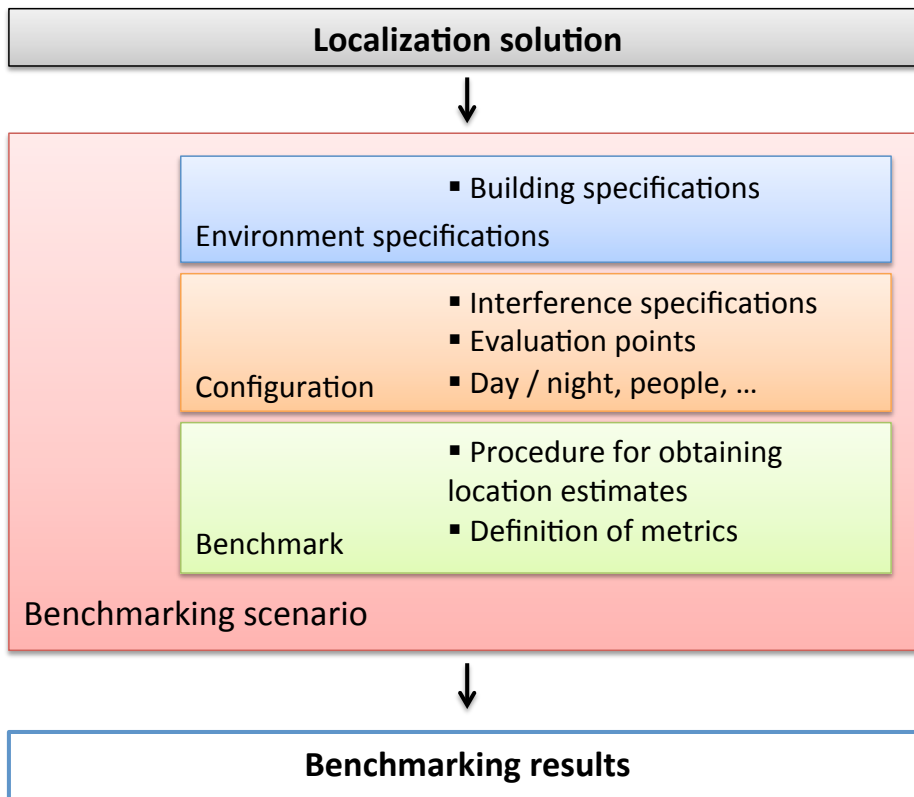 Localization solution
▪ Building specifications
Environment specifications
▪ Interference specifications
▪ Evaluation points
▪ Day / night, people, …
Configuration
▪ Procedure for obtaining
location estimates
▪ Definition of metrics
Benchmark
Benchmarking scenario
Benchmarking results